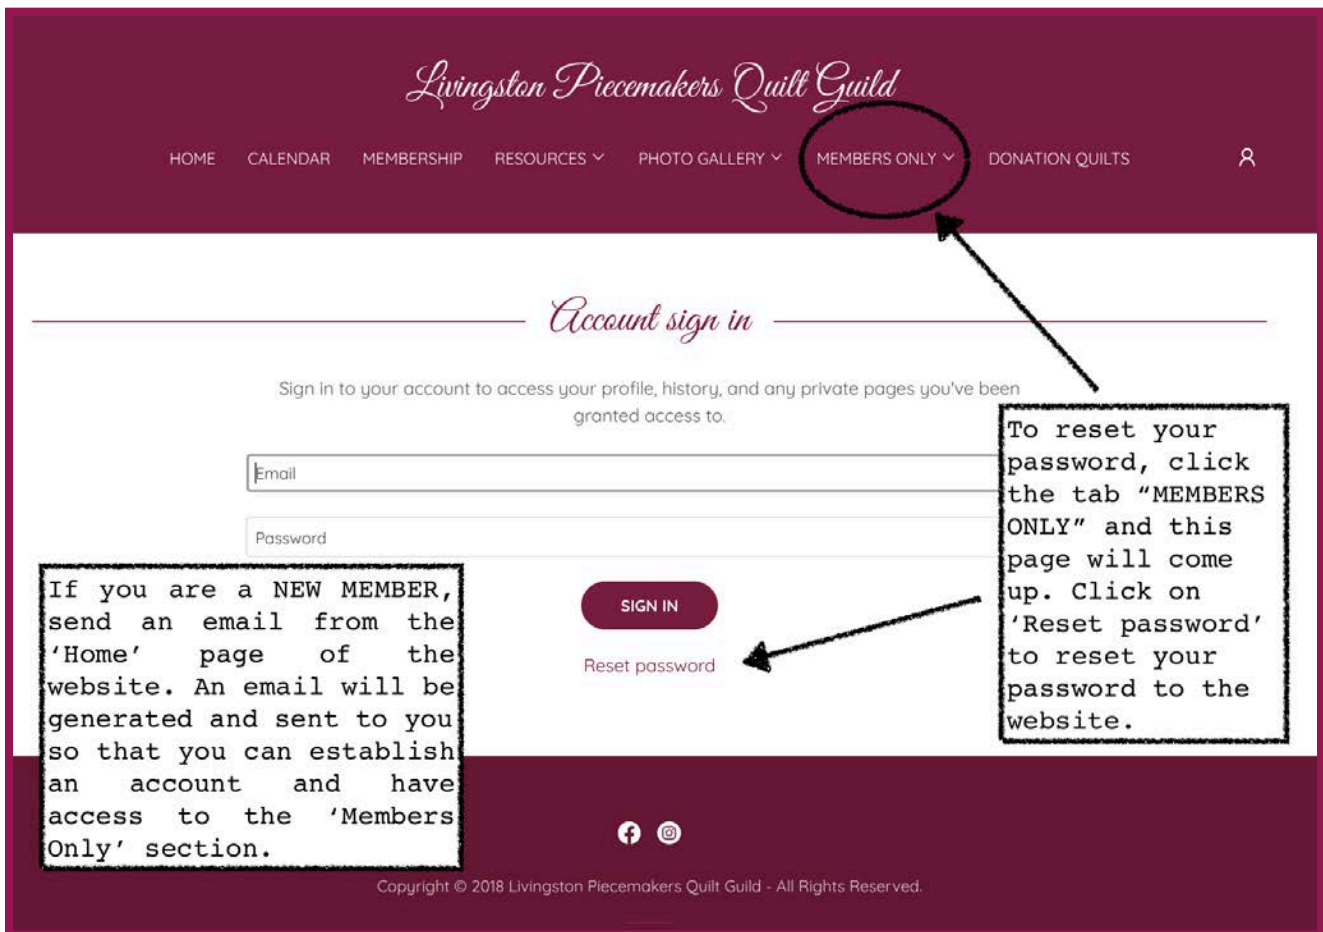 Livingston Piecemakers Quilt Guild
HOME CALENDAR MEMBERSHIP RESOURCES PHOTO GALLERY MEMBERS ONLY DONATION QUILTS
Account sign in
Sign in to your account to access your profile, history, and any private pages you've been
granted access to.
Email
Password
SIGN IN
Reset password
To reset your
password, click
the tab “MEMBERS
ONLY” and this
page will come
up. Click on
‘Reset password’
to reset your
password to the
website.
If you are a NEW MEMBER,
send an email from the
‘Home’ page of the
website. An email will be
generated and sent to you
so that you can establish
an account and have
access to the ‘Members
Only’ section.
Copyright © 2018 Livingston Piecemakers Quilt Guild - All Rights Reserved.